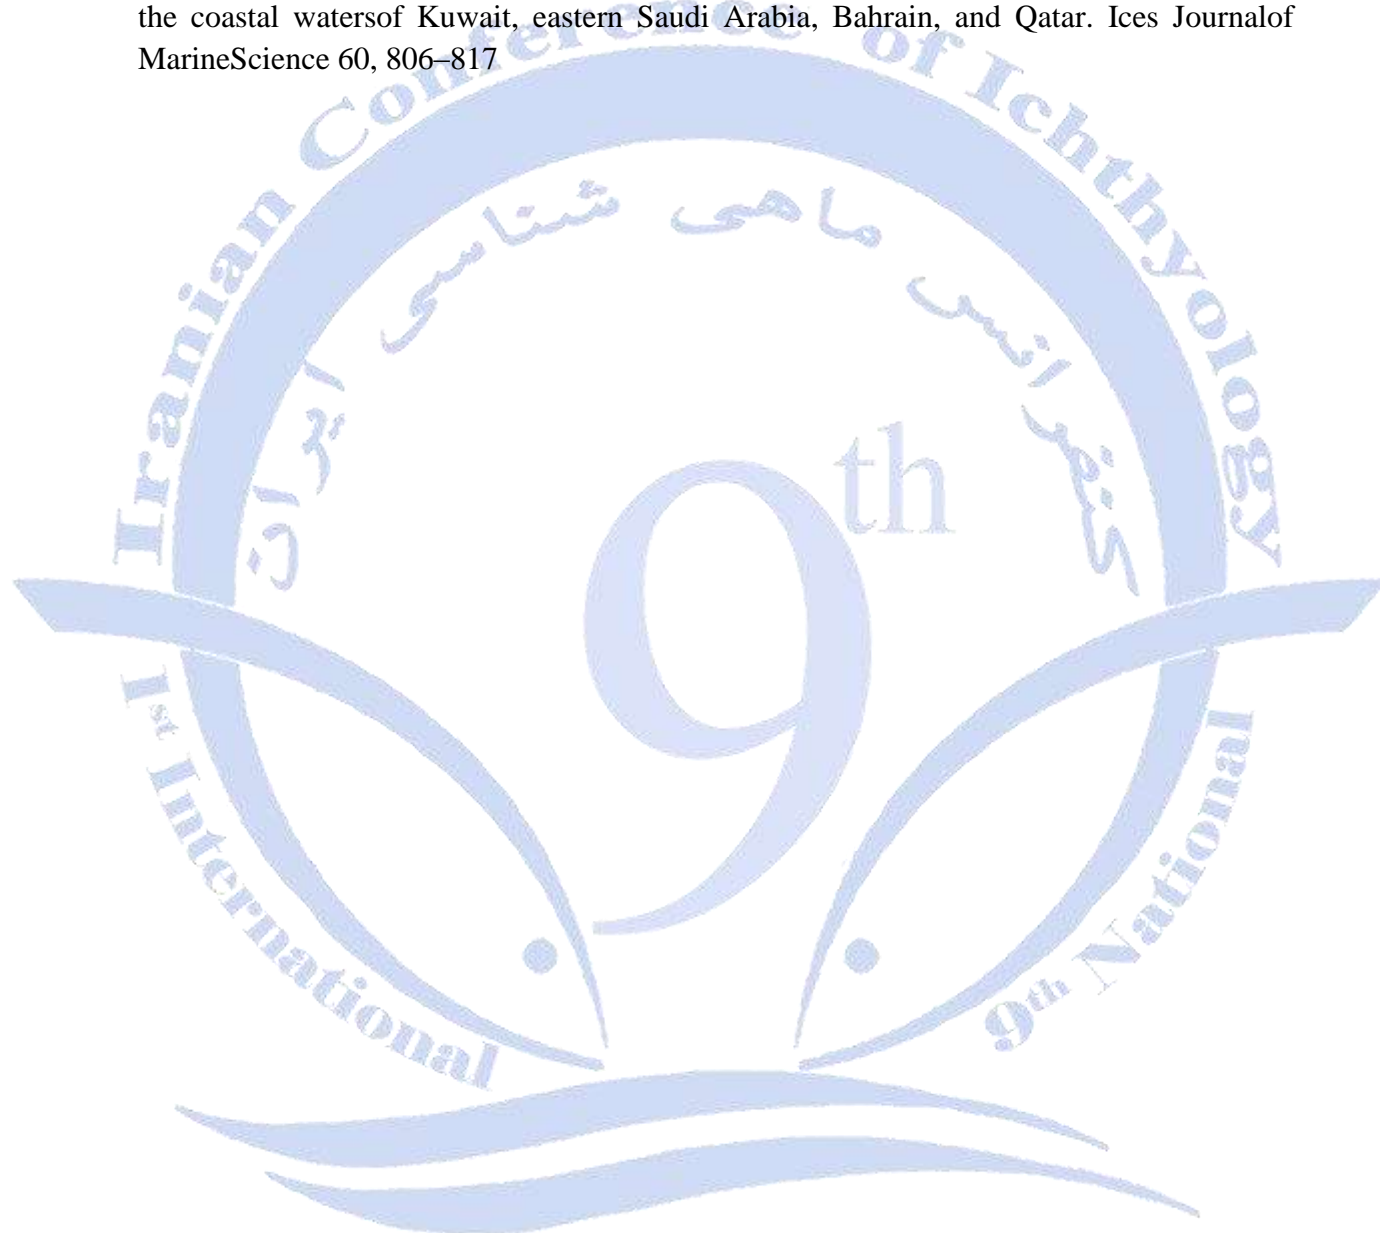 the coastal watersof Kuwait, eastern Saudi Arabia, Bahrain, and Qatar. Ices Journalof
MarineScience 60, 806–817
Iranian Conference of Ichthyology
کنفرانس ماهی شناسی ایران
9th
1st International
9th National